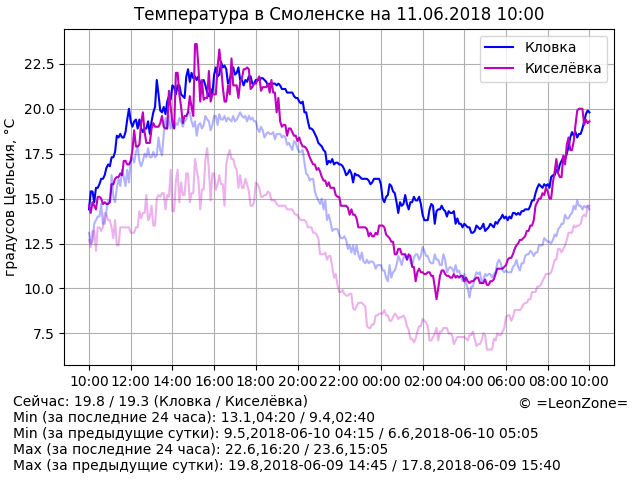 Температура в Смоленске на 11.06.2018 10:00
Кловка
Киселёвка
градусов Цельсия, °C
22.5
20.0
17.5
15.0
12.5
10.0
7.5
10:00 12:00 14:00 16:00 18:00 20:00 22:00 00:00 02:00 04:00 06:00 08:00 10:00
Сейчас: 19.8 / 19.3 (Кловка / Киселёвка)
© =LeonZone=
Min (за последние 24 часа): 13.1,04:20 / 9.4,02:40
Min (за предыдущие сутки): 9.5,2018-06-10 04:15 / 6.6,2018-06-10 05:05
Max (за последние 24 часа): 22.6,16:20 / 23.6,15:05
Max (за предыдущие сутки): 19.8,2018-06-09 14:45 / 17.8,2018-06-09 15:40